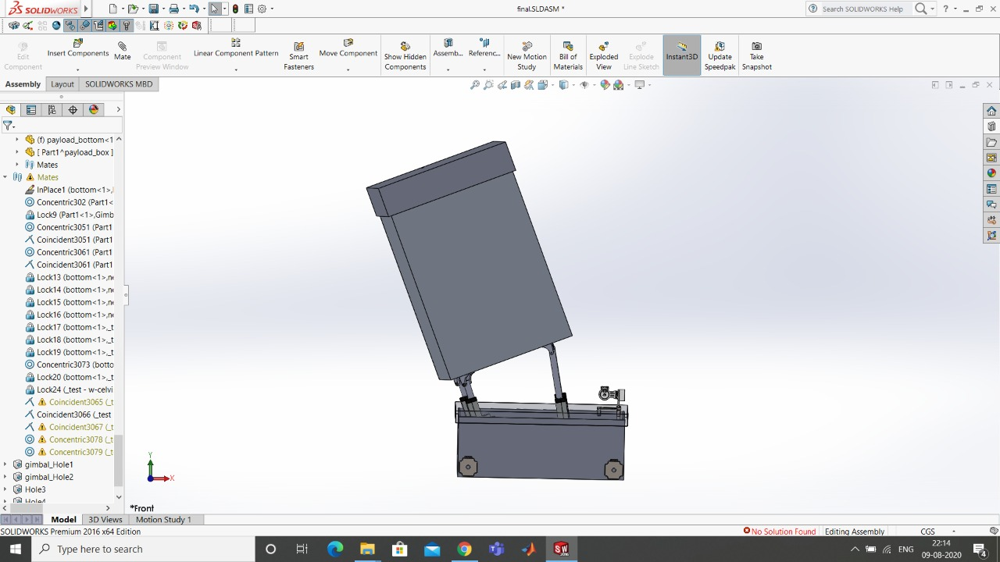 SOLIDWORKS
final.SLDASM *
Search SOLIDWORKS Help
?
Edit Component
Insert Components
Mate
Component Preview Window
Linear Component Pattern
Smart Fasteners
Move Component
Show Hidden Components
Assemb...
Referenc...
New Motion Study
Bill of Materials
Exploded View
Explode Line Sketch
Instant3D
Update Speedpak
Take Snapshot
Assembly
Layout
SOLIDWORKS MBD
(f) payload_bottom<1
[ Part1^payload_box ]
Mates
Mates
InPlace1 (bottom<1>,
Concentric302 (Part1<
Lock9 (Part1<1>,Gimb
Concentric3051 (Part1
Coincident3051 (Part1
Concentric3061 (Part1
Coincident3061 (Part1
Lock13 (bottom<1>,ne
Lock14 (bottom<1>,ne
Lock15 (bottom<1>,ne
Lock16 (bottom<1>,ne
Lock17 (bottom<1>,_t
Lock18 (bottom<1>,_t
Lock19 (bottom<1>,_t
Concentric3073 (botto
Lock20 (bottom<1>,_t
Lock24 (_test - w-celvi
Coincident3065 (_t
Coincident3066 (_test
Coincident3067 (_t
Concentric3078 (_t
Concentric3079 (_t
gimbal_Hole1
gimbal_Hole2
Hole3
Hole4
Y
X
*Front
Model
3D Views
Motion Study 1
SOLIDWORKS Premium 2016 x64 Edition
No Solution Found
Editing Assembly
CGS
Type here to search
SW
2016
ENG
22:14
09-08-2020
4